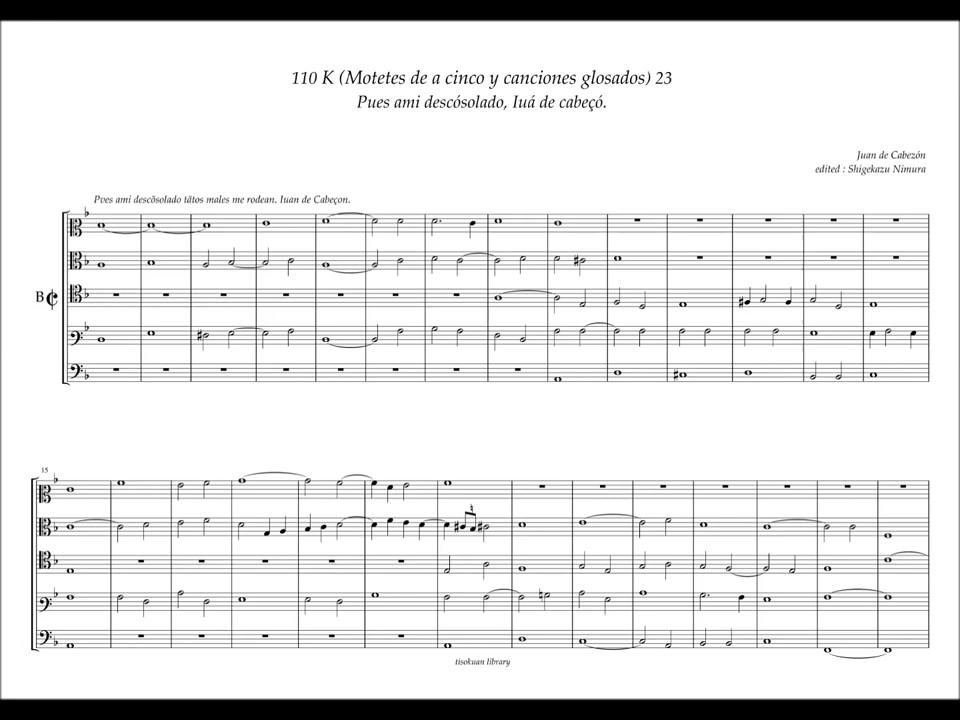 110 K (Motetes de a cinco y canciones glosados) 23
Pues ami descósolado, Iuá de cabeçó.
Juan de Cabezón
edited : Shigekazu Nimura
Pves ami descõsolado tãtos males me rodean. Iuan de Cabeçon.
B
15
tisokuan library